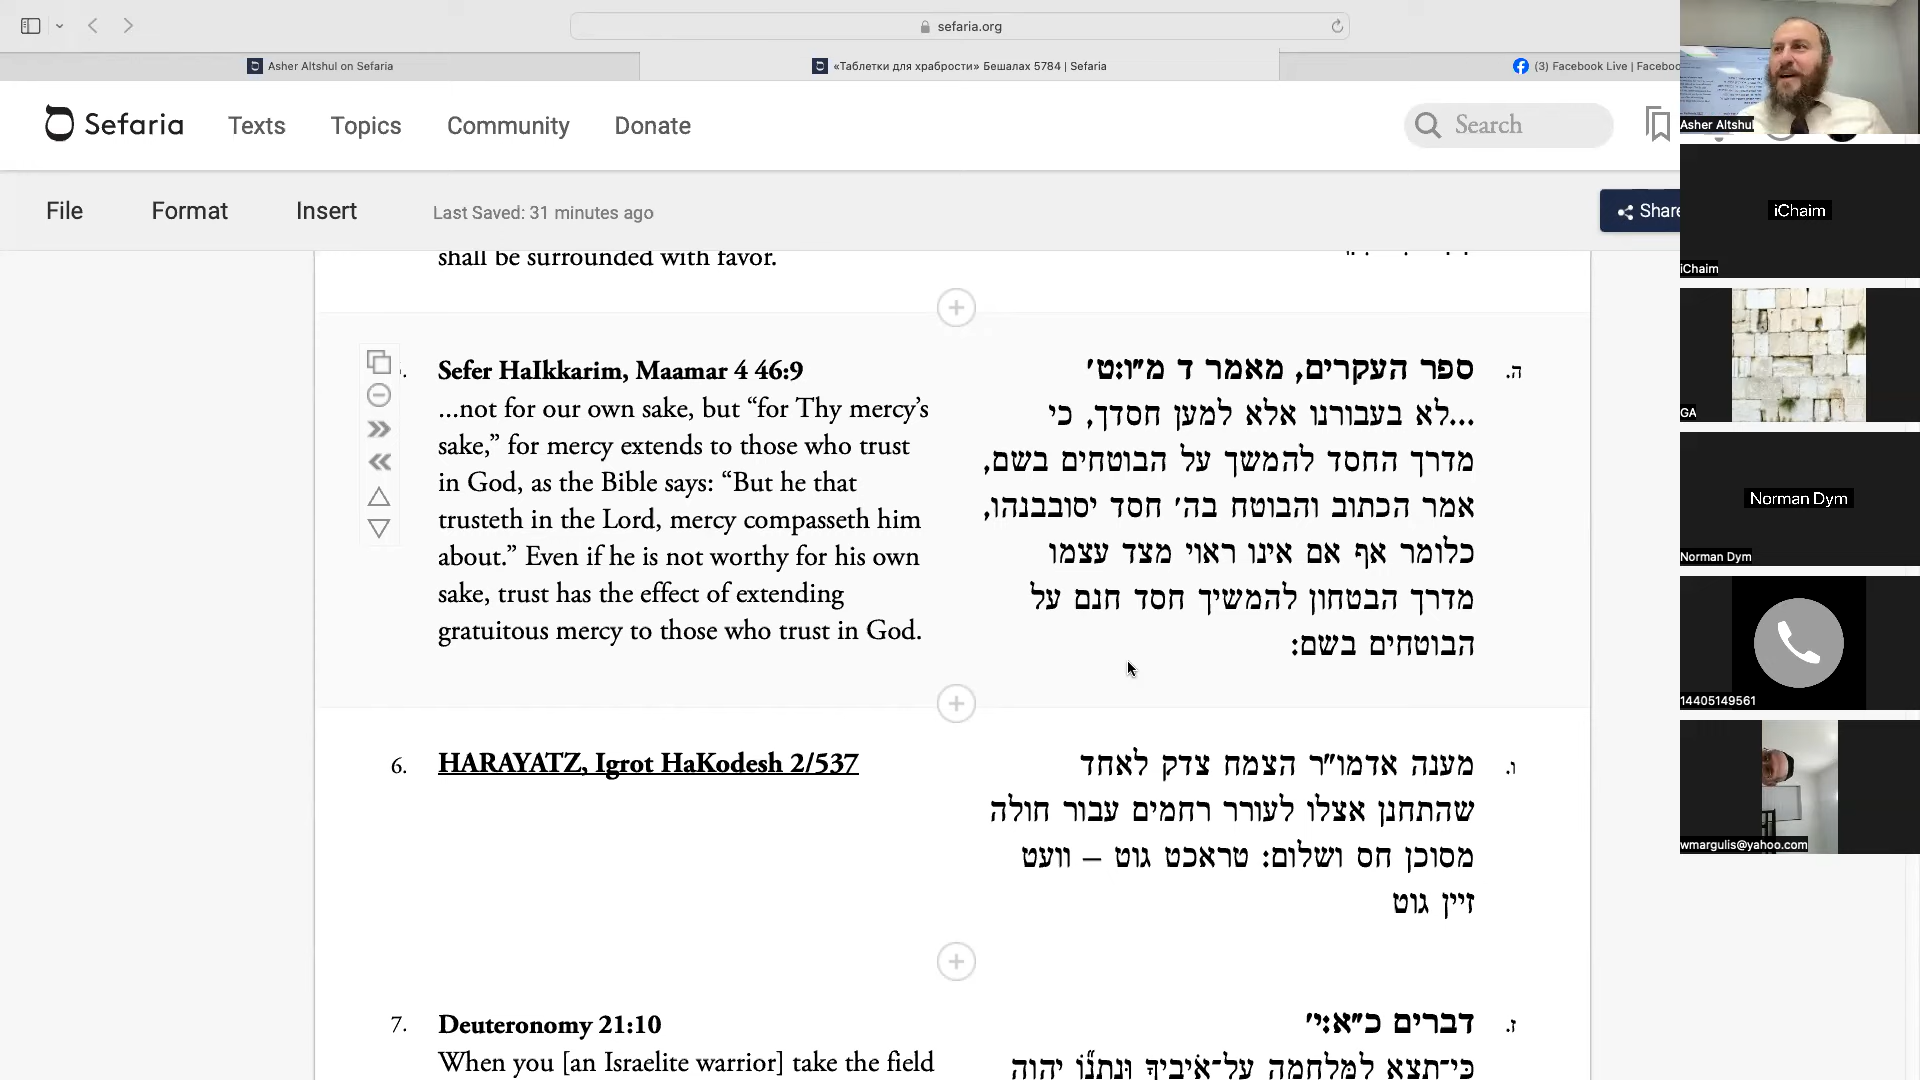 sefaria.org
Asher Altshul on Sefaria
«Таблетки для храбрости» Бешалах 5784 | Sefaria
(3) Facebook Live | Faceboo
Sefaria
Texts
Topics
Community
Donate
Search
File
Format
Insert
Last Saved: 31 minutes ago
Share
shall be surrounded with favor.
Sefer HaIkkarim, Maamar 4 46:9
...not for our own sake, but “for Thy mercy’s
sake,” for mercy extends to those who trust
in God, as the Bible says: “But he that
trusteth in the Lord, mercy compasseth him
about.” Even if he is not worthy for his own
sake, trust has the effect of extending
gratuitous mercy to those who trust in God.
ה.
ספר העקרים, מאמר ד מ״ו:ט׳
...לא בעבורנו אלא למען חסדך, כי
מדרך החסד להמשך על הבוטחים בשם,
אמר הכתוב והבוטח בה׳ חסד יסובבנהו,
כלומר אף אם אינו ראוי מצד עצמו
מדרך הבטחון להמשיך חסד חנם על
הבוטחים בשם:
6.
HARAYATZ, Igrot HaKodesh 2/537
ו.
מענה אדמו״ר הצמח צדק לאחד
שהתחנן אצלו לעורר רחמים עבור חולה
מסוכן חס ושלום: טראכט גוט – וועט
זיין גוט
7.
Deuteronomy 21:10
When you [an Israelite warrior] take the field
ז.
דברים כ״א:י׳
כִּי־תֵצֵא לַמִּלְחָמָה עַל־אֹיְבֶיךָ וּנְתָנוֹ יְהוָה
Asher Altshul
iChaim
iChaim
GA
Norman Dym
Norman Dym
14405149561
wmargulis@yahoo.com